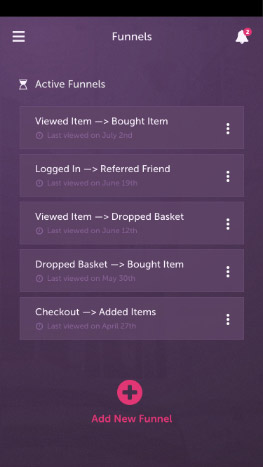 Funnels
2
Active Funnels
Viewed Item —> Bought Item
Last viewed on July 2nd
Logged In —> Referred Friend
Last viewed on June 19th
Viewed Item —> Dropped Basket
Last viewed on June 12th
Dropped Basket —> Bought Item
Last viewed on May 30th
Checkout —> Added Items
Last viewed on April 27th
Add New Funnel